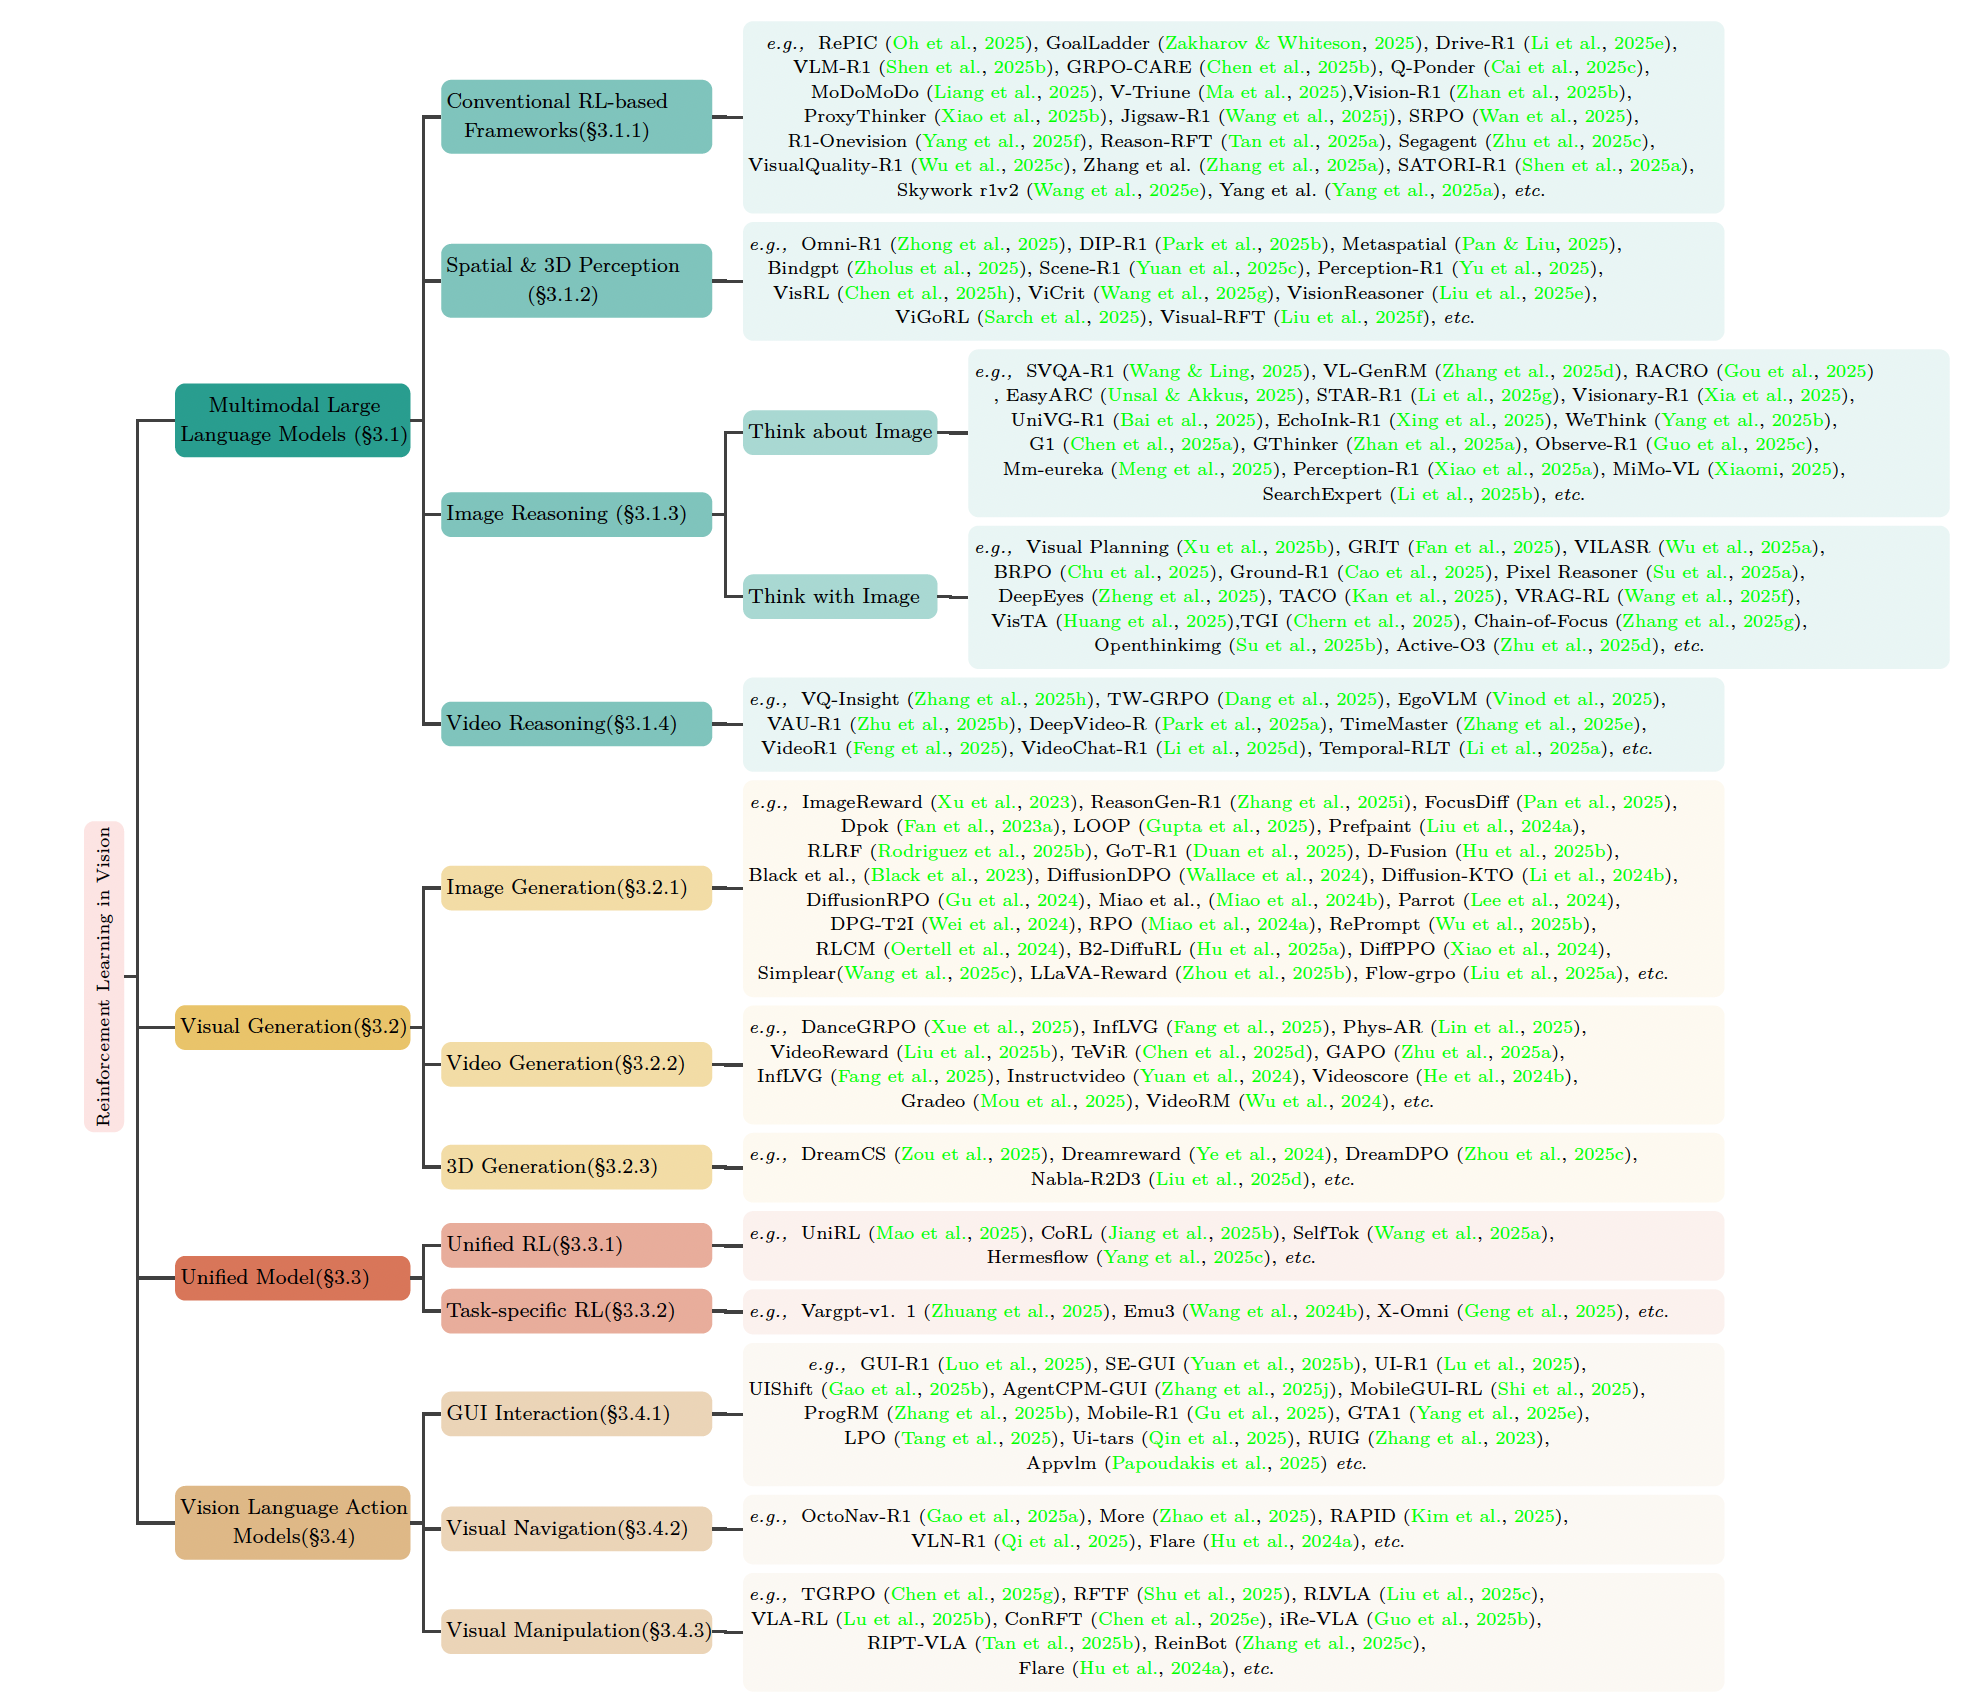 Reinforcement Learning in Vision
Multimodal Large
Language Models (§3.1)
Conventional RL-based
Frameworks(§3.1.1)
e.g., RePIC (Oh et al., 2025), GoalLadder (Zakharov & Whiteson, 2025), Drive-R1 (Li et al., 2025e),
VLM-R1 (Shen et al., 2025b), GRPO-CARE (Chen et al., 2025b), Q-Ponder (Cai et al., 2025c),
MoDoMoDo (Liang et al., 2025), V-Triune (Ma et al., 2025),Vision-R1 (Zhan et al., 2025b),
ProxyThinker (Xiao et al., 2025b), Jigsaw-R1 (Wang et al., 2025j), SRPO (Wan et al., 2025),
R1-Onevision (Yang et al., 2025f), Reason-RFT (Tan et al., 2025a), Segagent (Zhu et al., 2025c),
VisualQuality-R1 (Wu et al., 2025c), Zhang et al. (Zhang et al., 2025a), SATORI-R1 (Shen et al., 2025a),
Skywork r1v2 (Wang et al., 2025e), Yang et al. (Yang et al., 2025a), etc.
Spatial & 3D Perception
(§3.1.2)
e.g., Omni-R1 (Zhong et al., 2025), DIP-R1 (Park et al., 2025b), Metaspatial (Pan & Liu, 2025),
Bindgpt (Zholus et al., 2025), Scene-R1 (Yuan et al., 2025c), Perception-R1 (Yu et al., 2025),
VisRL (Chen et al., 2025h), ViCrit (Wang et al., 2025g), VisionReasoner (Liu et al., 2025e),
ViGoRL (Sarch et al., 2025), Visual-RFT (Liu et al., 2025f), etc.
Image Reasoning (§3.1.3)
Think about Image
e.g., SVQA-R1 (Wang & Ling, 2025), VL-GenRM (Zhang et al., 2025d), RACRO (Gou et al., 2025)
, EasyARC (Unsal & Akkus, 2025), STAR-R1 (Li et al., 2025g), Visionary-R1 (Xia et al., 2025),
UniVG-R1 (Bai et al., 2025), EchoInk-R1 (Xing et al., 2025), WeThink (Yang et al., 2025b),
G1 (Chen et al., 2025a), GThinker (Zhan et al., 2025a), Observe-R1 (Guo et al., 2025c),
Mm-eureka (Meng et al., 2025), Perception-R1 (Xiao et al., 2025a), MiMo-VL (Xiaomi, 2025),
SearchExpert (Li et al., 2025b), etc.
Think with Image
e.g., Visual Planning (Xu et al., 2025b), GRIT (Fan et al., 2025), VILASR (Wu et al., 2025a),
BRPO (Chu et al., 2025), Ground-R1 (Cao et al., 2025), Pixel Reasoner (Su et al., 2025a),
DeepEyes (Zheng et al., 2025), TACO (Kan et al., 2025), VRAG-RL (Wang et al., 2025f),
VisTA (Huang et al., 2025),TGI (Chern et al., 2025), Chain-of-Focus (Zhang et al., 2025g),
Openthinkimg (Su et al., 2025b), Active-O3 (Zhu et al., 2025d), etc.
Video Reasoning(§3.1.4)
e.g., VQ-Insight (Zhang et al., 2025h), TW-GRPO (Dang et al., 2025), EgoVLM (Vinod et al., 2025),
VAU-R1 (Zhu et al., 2025b), DeepVideo-R (Park et al., 2025a), TimeMaster (Zhang et al., 2025e),
VideoR1 (Feng et al., 2025), VideoChat-R1 (Li et al., 2025d), Temporal-RLT (Li et al., 2025a), etc.
Visual Generation(§3.2)
Image Generation(§3.2.1)
e.g., ImageReward (Xu et al., 2023), ReasonGen-R1 (Zhang et al., 2025i), FocusDiff (Pan et al., 2025),
Dpok (Fan et al., 2023a), LOOP (Gupta et al., 2025), Prefpaint (Liu et al., 2024a),
RLRF (Rodriguez et al., 2025b), GoT-R1 (Duan et al., 2025), D-Fusion (Hu et al., 2025b),
Black et al., (Black et al., 2023), DiffusionDPO (Wallace et al., 2024), Diffusion-KTO (Li et al., 2024b),
DiffusionRPO (Gu et al., 2024), Miao et al., (Miao et al., 2024b), Parrot (Lee et al., 2024),
DPG-T2I (Wei et al., 2024), RPO (Miao et al., 2024a), RePrompt (Wu et al., 2025b),
RLCM (Oertell et al., 2024), B2-DiffuRL (Hu et al., 2025a), DiffPPO (Xiao et al., 2024),
Simplear(Wang et al., 2025c), LLaVA-Reward (Zhou et al., 2025b), Flow-grpo (Liu et al., 2025a), etc.
Video Generation(§3.2.2)
e.g., DanceGRPO (Xue et al., 2025), InfLVG (Fang et al., 2025), Phys-AR (Lin et al., 2025),
VideoReward (Liu et al., 2025b), TeViR (Chen et al., 2025d), GAPO (Zhu et al., 2025a),
InfLVG (Fang et al., 2025), Instructvideo (Yuan et al., 2024), Videoscore (He et al., 2024b),
Gradeo (Mou et al., 2025), VideoRM (Wu et al., 2024), etc.
3D Generation(§3.2.3)
e.g., DreamCS (Zou et al., 2025), Dreamreward (Ye et al., 2024), DreamDPO (Zhou et al., 2025c),
Nabla-R2D3 (Liu et al., 2025d), etc.
Unified Model(§3.3)
Unified RL(§3.3.1)
e.g., UniRL (Mao et al., 2025), CoRL (Jiang et al., 2025b), SelfTok (Wang et al., 2025a),
Hermesflow (Yang et al., 2025c), etc.
Task-specific RL(§3.3.2)
e.g., Vargpt-v1. 1 (Zhuang et al., 2025), Emu3 (Wang et al., 2024b), X-Omni (Geng et al., 2025), etc.
Vision Language Action
Models(§3.4)
GUI Interaction(§3.4.1)
e.g., GUI-R1 (Luo et al., 2025), SE-GUI (Yuan et al., 2025b), UI-R1 (Lu et al., 2025),
UIShift (Gao et al., 2025b), AgentCPM-GUI (Zhang et al., 2025j), MobileGUI-RL (Shi et al., 2025),
ProgRM (Zhang et al., 2025b), Mobile-R1 (Gu et al., 2025), GTA1 (Yang et al., 2025e),
LPO (Tang et al., 2025), Ui-tars (Qin et al., 2025), RUIG (Zhang et al., 2023),
Appvlm (Papoudakis et al., 2025) etc.
Visual Navigation(§3.4.2)
e.g., OctoNav-R1 (Gao et al., 2025a), More (Zhao et al., 2025), RAPID (Kim et al., 2025),
VLN-R1 (Qi et al., 2025), Flare (Hu et al., 2024a), etc.
Visual Manipulation(§3.4.3)
e.g., TGRPO (Chen et al., 2025g), RFTF (Shu et al., 2025), RLVLA (Liu et al., 2025c),
VLA-RL (Lu et al., 2025b), ConRFT (Chen et al., 2025e), iRe-VLA (Guo et al., 2025b),
RIPT-VLA (Tan et al., 2025b), ReinBot (Zhang et al., 2025c),
Flare (Hu et al., 2024a), etc.